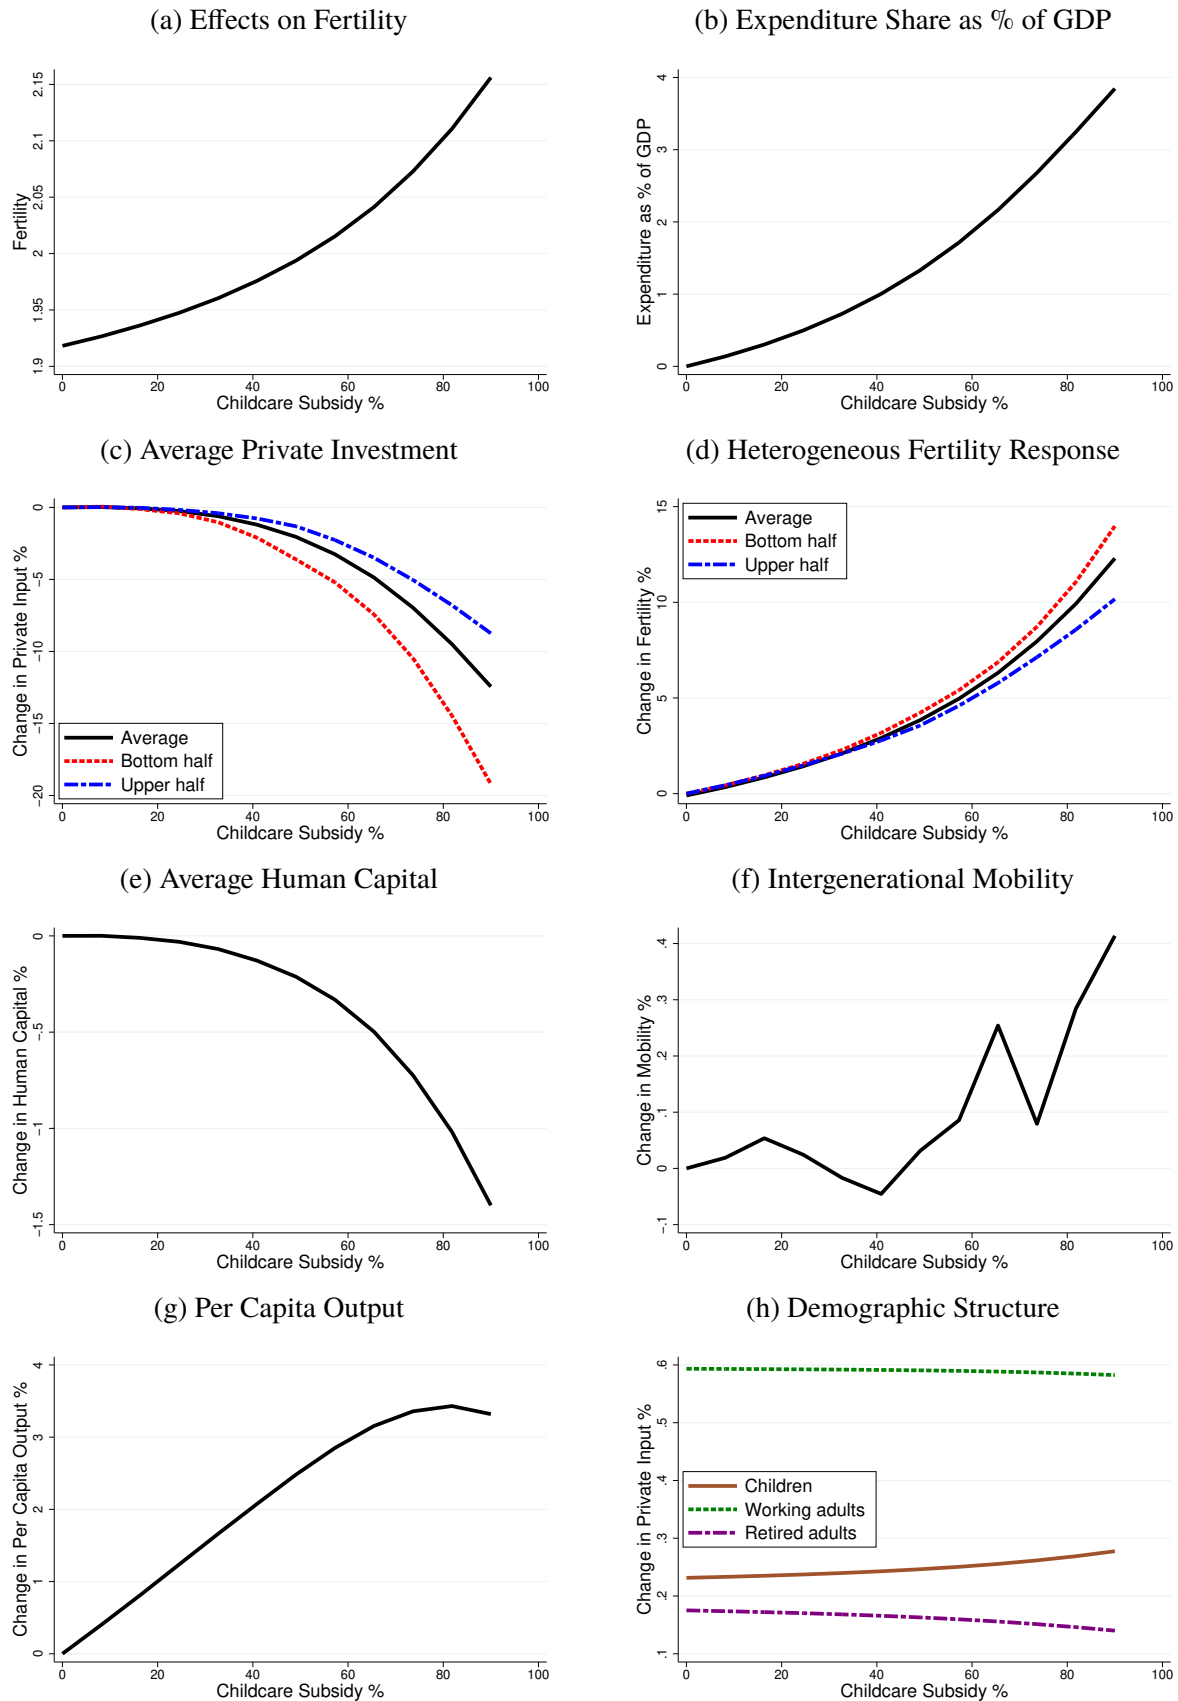 (a) Effects on Fertility
Fertility
2.15
2.1
2.05
2
1.95
1.9
0 20 40 60 80 100
Childcare Subsidy %
(b) Expenditure Share as % of GDP
Expenditure as % of GDP
4
3
2
1
0
0 20 40 60 80 100
Childcare Subsidy %
(c) Average Private Investment
Change in Private Input %
0
−5
−10
−15
−20
Average
Bottom half
Upper half
0 20 40 60 80 100
Childcare Subsidy %
(d) Heterogeneous Fertility Response
Change in Fertility %
15
10
5
0
Average
Bottom half
Upper half
0 20 40 60 80 100
Childcare Subsidy %
(e) Average Human Capital
Change in Human Capital %
0
−.5
−1
−1.5
0 20 40 60 80 100
Childcare Subsidy %
(f) Intergenerational Mobility
Change in Mobility %
.4
.3
.2
.1
0
−.1
0 20 40 60 80 100
Childcare Subsidy %
(g) Per Capita Output
Change in Per Capita Output %
4
3
2
1
0
0 20 40 60 80 100
Childcare Subsidy %
(h) Demographic Structure
Change in Private Input %
.6
.5
.4
.3
.2
.1
Children
Working adults
Retired adults
0 20 40 60 80 100
Childcare Subsidy %